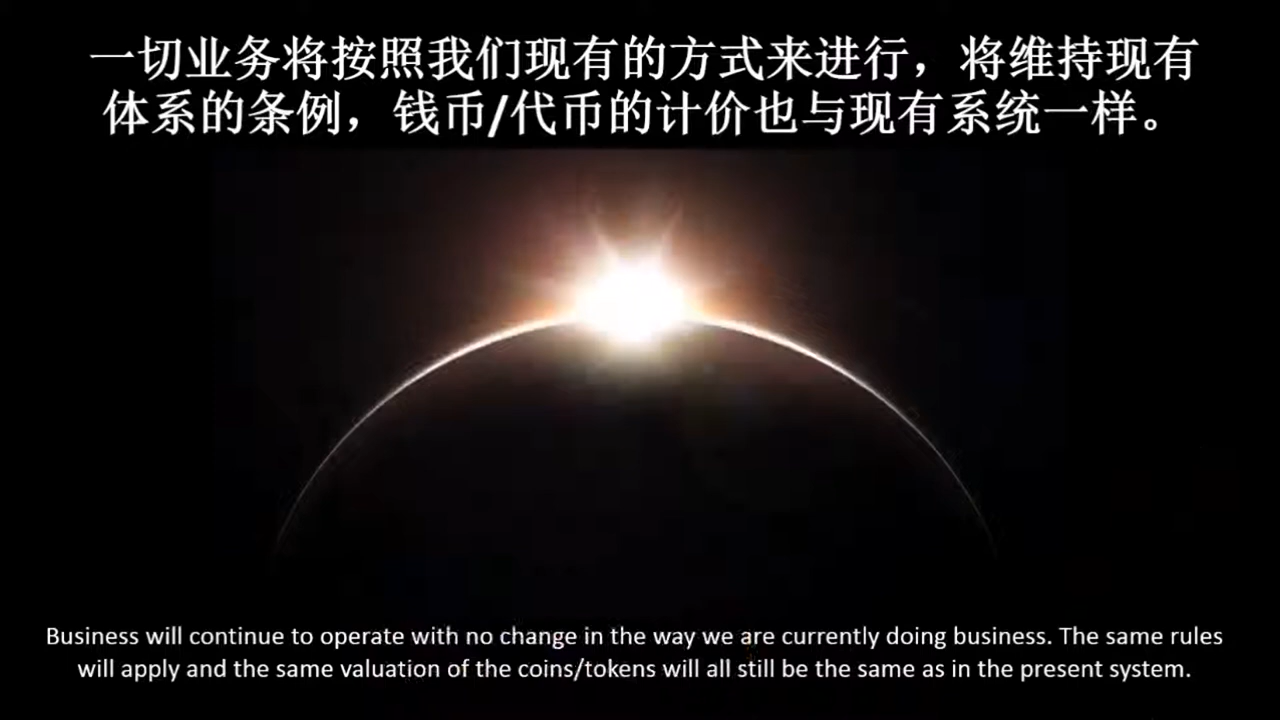 一切业务将按照我们现有的方式来进行，将维持现有
体系的条例，钱币/代币的计价也与现有系统一样。
Business will continue to operate with no change in the way we are currently doing business. The same rules
will apply and the same valuation of the coins/tokens will all still be the same as in the present system.